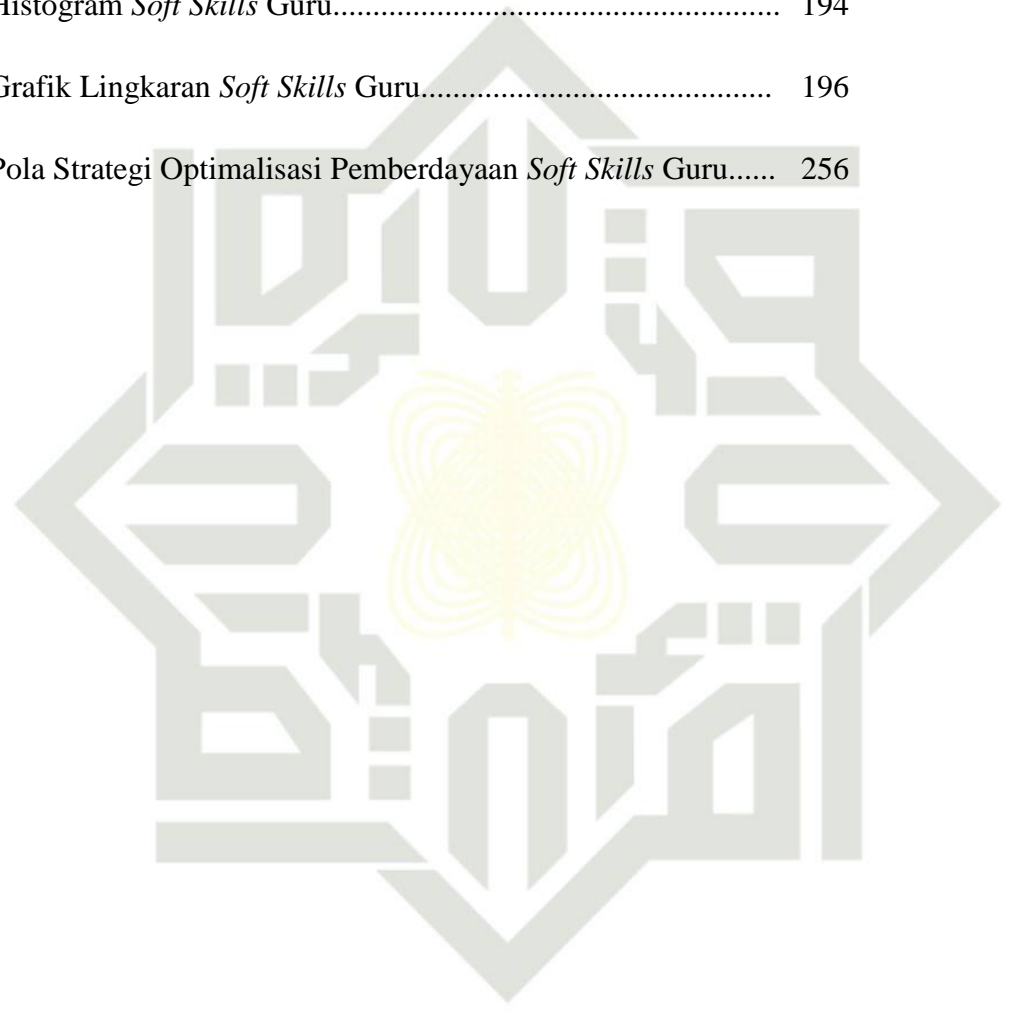 Histogram Soft Skills Guru........................................................... 194
Grafik Lingkaran Soft Skills Guru............................................ 196
Pola Strategi Optimalisasi Pemberdayaan Soft Skills Guru...... 256